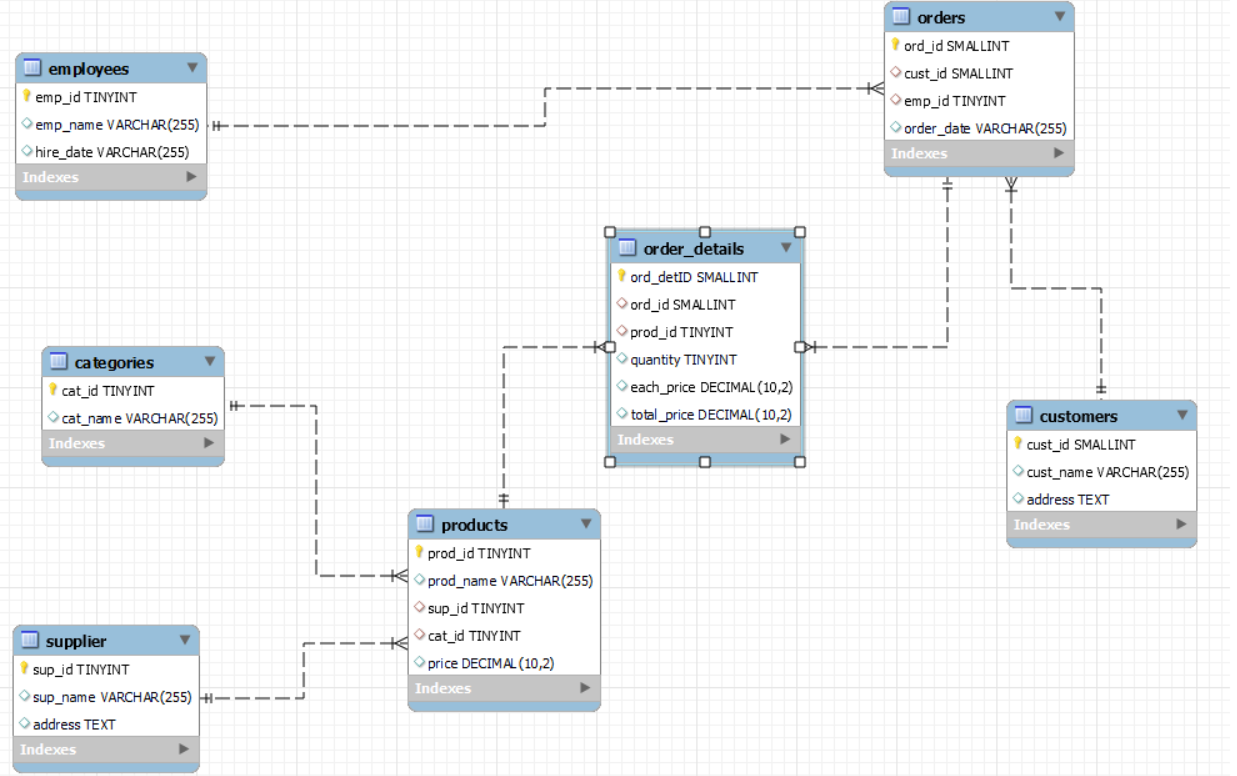 orders
ord_id SMALLINT
cust_id SMALLINT
emp_id TINYINT
order_date VARCHAR(255)
Indexes
employees
emp_id TINYINT
emp_name VARCHAR(255)
hire_date VARCHAR(255)
Indexes
order_details
ord_detID SMALLINT
ord_id SMALLINT
prod_id TINYINT
quantity TINYINT
each_price DECIMAL(10,2)
total_price DECIMAL(10,2)
Indexes
categories
cat_id TINYINT
cat_name VARCHAR(255)
Indexes
customers
cust_id SMALLINT
cust_name VARCHAR(255)
address TEXT
Indexes
products
prod_id TINYINT
prod_name VARCHAR(255)
sup_id TINYINT
cat_id TINYINT
price DECIMAL(10,2)
Indexes
supplier
sup_id TINYINT
sup_name VARCHAR(255)
address TEXT
Indexes